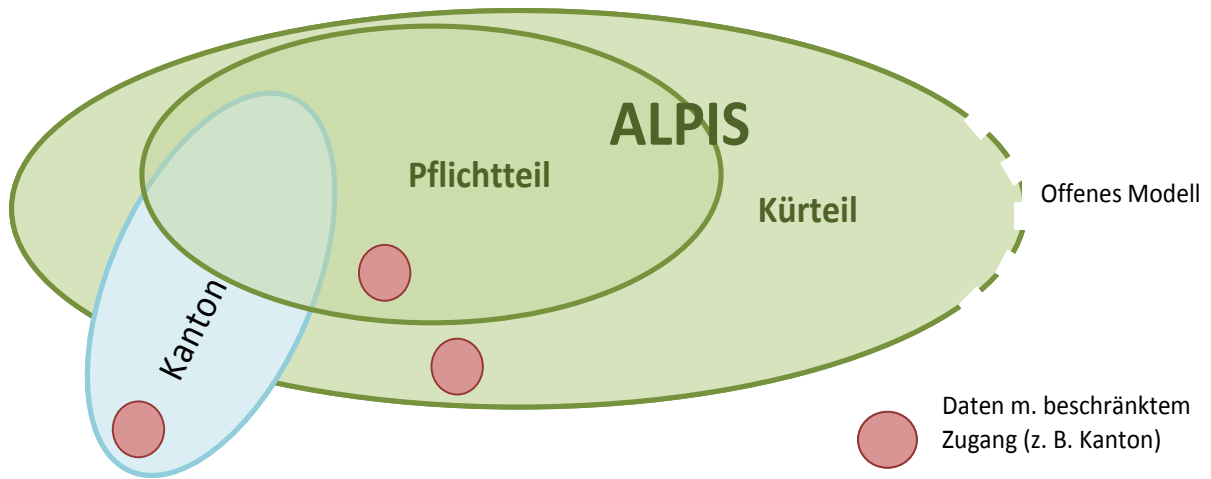 ALPIS
Pflichtteil
Kürteil
Offenes Modell
Kanton
Daten m. beschränktem
Zugang (z. B. Kanton)